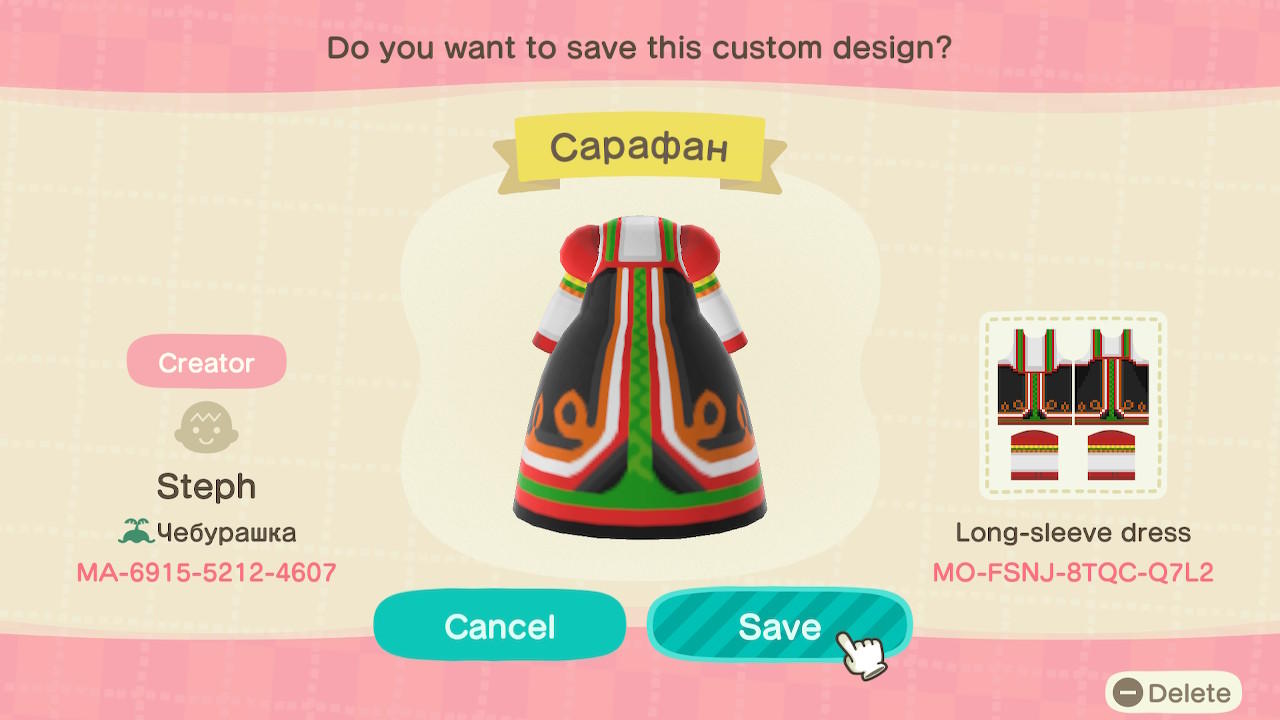 Do you want to save this custom design?
Сарафан
Creator
Steph
Чебурашка
MA-6915-5212-4607
Long-sleeve dress
MO-FSNJ-8TQC-Q7L2
Cancel
Save
Delete